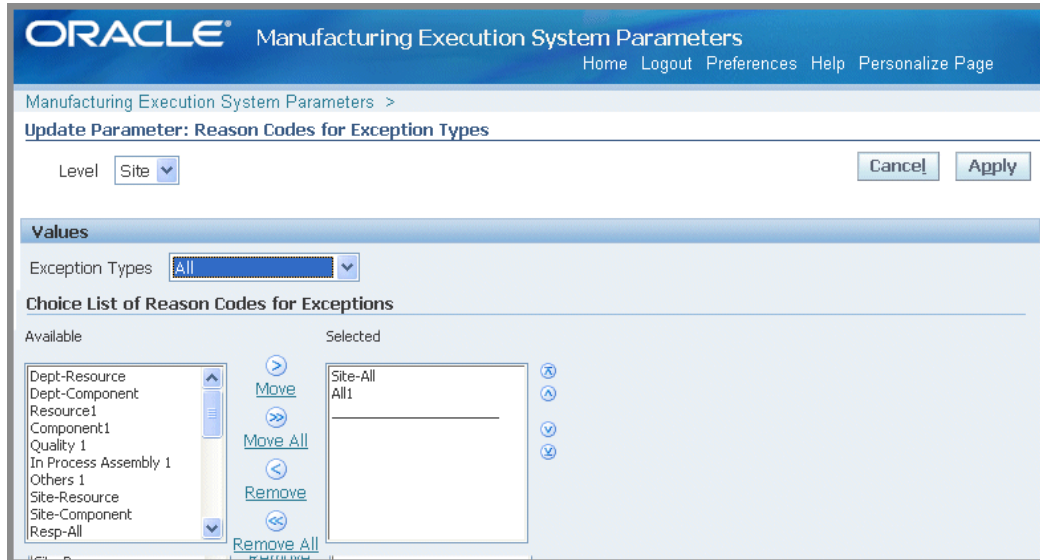 ORACLE® Manufacturing Execution System Parameters
Home Logout Preferences Help Personalize Page
Manufacturing Execution System Parameters >
Update Parameter: Reason Codes for Exception Types
Level Site
Cancel Apply
Values
Exception Types All
Choice List of Reason Codes for Exceptions
Available Selected
Dept-Resource
Dept-Component
Resource1
Component1
Quality 1
In Process Assembly 1
Others 1
Site-Resource
Site-Component
Resp-All
Move
Move All
Remove
Remove All
Site-All
All1